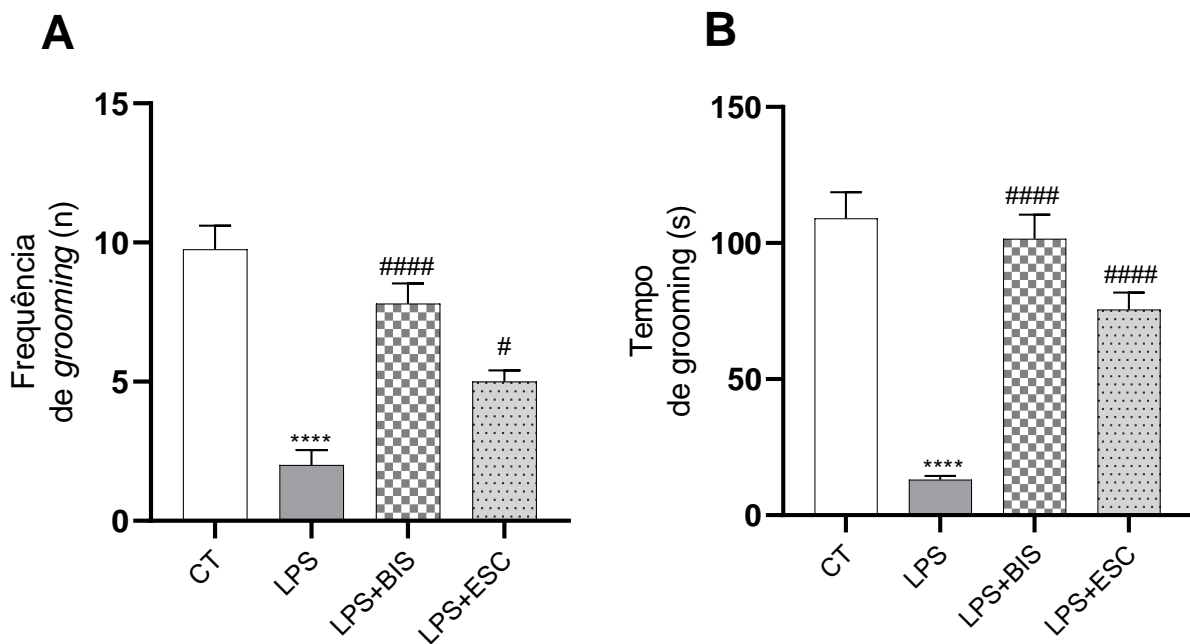 A
Frequência
de grooming (n)
15
10
5
0
****
####
#
CT
LPS
LPS+BIS
LPS+ESC
B
Tempo
de grooming (s)
150
100
50
0
****
####
####
CT
LPS
LPS+BIS
LPS+ESC